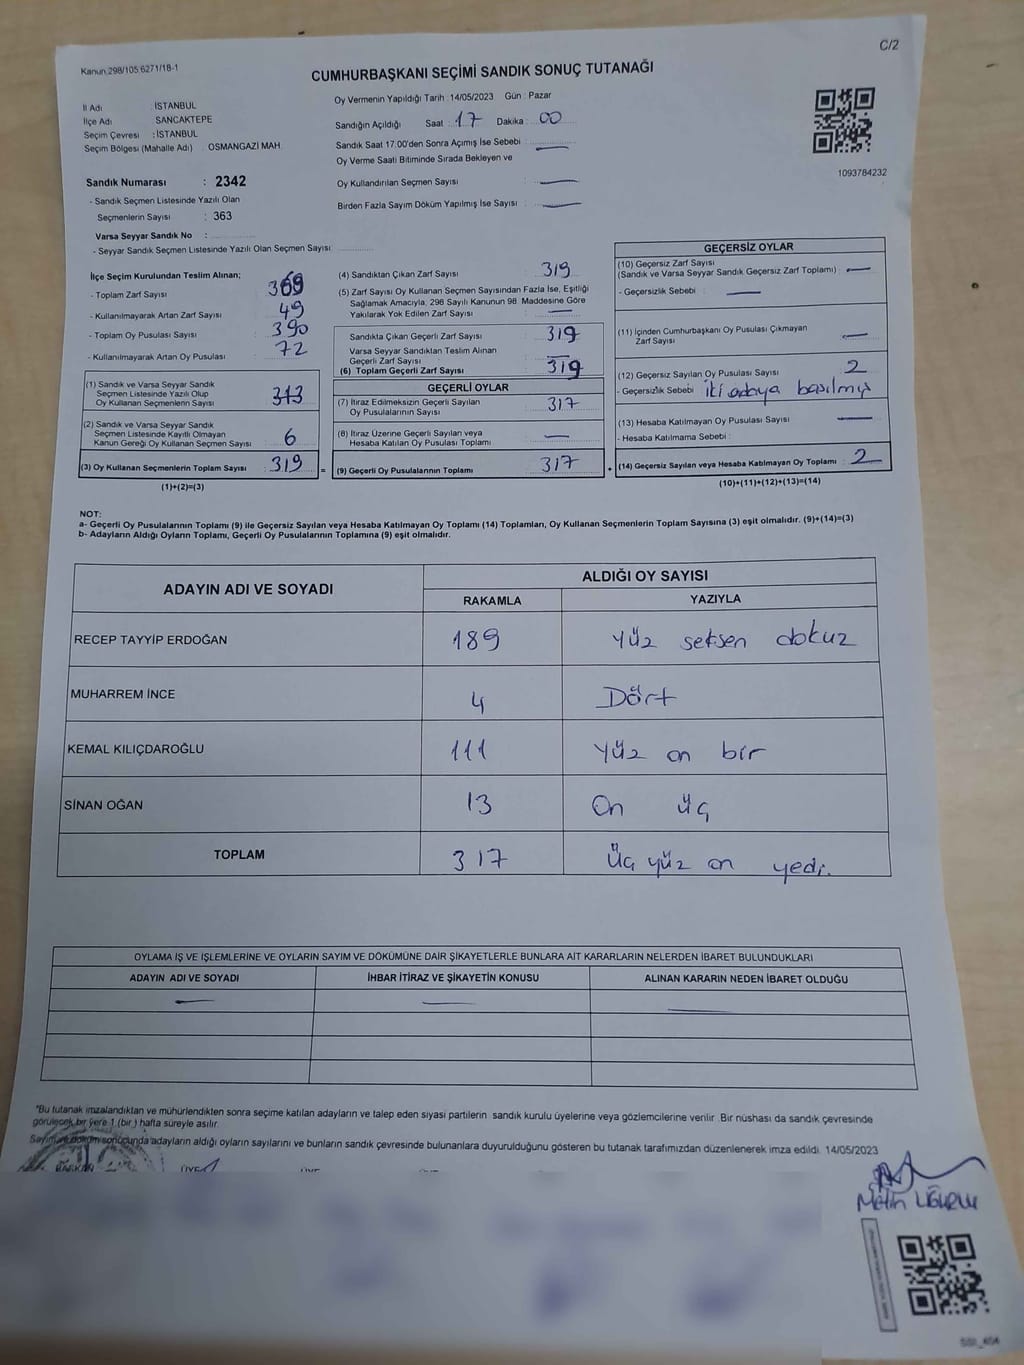 C/2
Kanun.298/105.6271/18-1
CUMHURBAŞKANI SEÇİMİ SANDIK SONUÇ TUTANAĞI
İl Adı : İSTANBUL
İlçe Adı : SANCAKTEPE
Seçim Çevresi : İSTANBUL
Seçim Bölgesi (Mahalle Adı) : OSMANGAZİ MAH.
Sandık Numarası : 2342
- Sandık Seçmen Listesinde Yazılı Olan
Seçmenlerin Sayısı : 363
Varsa Seyyar Sandık No :
- Seyyar Sandık Seçmen Listesinde Yazılı Olan Seçmen Sayısı:
Oy Vermenin Yapıldığı Tarih : 14/05/2023 Gün : Pazar
Sandığın Açıldığı Saat : 17 Dakika : 00
Sandık Saat 17.00'den Sonra Açımış İse Sebebi :
Oy Verme Saati Bitiminde Sırada Bekleyen ve
Oy Kullandırılan Seçmen Sayısı :
Birden Fazla Sayım Döküm Yapılmış İse Sayısı :
1093784232
İlçe Seçim Kurulundan Teslim Alınan;
- Toplam Zarf Sayısı
- Kullanılmayarak Artan Zarf Sayısı : 49
- Toplam Oy Pusulası Sayısı : 390
- Kullanılmayarak Artan Oy Pusulası : 72
(1) Sandık ve Varsa Seyyar Sandık
Seçmen Listesinde Yazılı Olup
Oy Kullanan Seçmenlerin Sayısı : 313
(2) Sandık ve Varsa Seyyar Sandık
Seçmen Listesinde Kayıtlı Olmayan
Kanun Gereği Oy Kullanan Seçmen Sayısı : 6
(3) Oy Kullanan Seçmenlerin Toplam Sayısı : 319 =
(1)+(2)=(3)
(4) Sandıktan Çıkan Zarf Sayısı : 319
(5) Zarf Sayısı Oy Kullanan Seçmen Sayısından Fazla İse, Eşitliği
Sağlamak Amacıyla, 298 Sayılı Kanunun 98. Maddesine Göre
Yakılarak Yok Edilen Zarf Sayısı :
Sandıkta Çıkan Geçerli Zarf Sayısı : 319
Varsa Seyyar Sandıktan Teslim Alınan
Geçerli Zarf Sayısı :
(6) Toplam Geçerli Zarf Sayısı : 319
GEÇERLİ OYLAR
(7) İtiraz Edilmeksizin Geçerli Sayılan
Oy Pusulalarının Sayısı : 317
(8) İtiraz Üzerine Geçerli Sayılan veya
Hesaba Katılan Oy Pusulası Toplamı :
(9) Geçerli Oy Pusulalarının Toplamı : 317 +
GEÇERSİZ OYLAR
(10) Geçersiz Zarf Sayısı
(Sandık ve Varsa Seyyar Sandık Geçersiz Zarf Toplamı) :
- Geçersizlik Sebebi :
(11) İçinden Cumhurbaşkanı Oy Pusulası Çıkmayan
Zarf Sayısı :
(12) Geçersiz Sayılan Oy Pusulası Sayısı : 2
- Geçersizlik Sebebi : iki adaya basılmış
(13) Hesaba Katılmayan Oy Pusulası Sayısı :
- Hesaba Katılmama Sebebi :
(14) Geçersiz Sayılan veya Hesaba Katılmayan Oy Toplamı : 2
(10)+(11)+(12)+(13)=(14)
NOT:
a- Geçerli Oy Pusulalarının Toplamı (9) ile Geçersiz Sayılan veya Hesaba Katılmayan Oy Toplamı (14) Toplamları, Oy Kullanan Seçmenlerin Toplam Sayısına (3) eşit olmalıdır. (9)+(14)=(3)
b- Adayların Aldığı Oyların Toplamı, Geçerli Oy Pusulalarının Toplamına (9) eşit olmalıdır.
ADAYIN ADI VE SOYADI
ALDIĞI OY SAYISI
RAKAMLA YAZIYLA
RECEP TAYYİP ERDOĞAN 189 Yüz seksen dokuz
MUHARREM İNCE 4 Dört
KEMAL KILIÇDAROĞLU 111 Yüz on bir
SİNAN OĞAN 13 On üç
TOPLAM 317 Üç yüz on yedi.
OYLAMA İŞ VE İŞLEMLERİNE VE OYLARIN SAYIM VE DÖKÜMÜNE DAİR ŞİKAYETLERLE BUNLARA AİT KARARLARIN NELERDEN İBARET BULUNDUKLARI
ADAYIN ADI VE SOYADI İHBAR İTİRAZ VE ŞİKAYETİN KONUSU ALINAN KARARIN NEDEN İBARET OLDUĞU
"Bu tutanak imzalandıktan ve mühürlendikten sonra seçime katılan adayların ve talep eden siyasi partilerin sandık kurulu üyelerine veya gözlemcilerine verilir. Bir nüshası da sandık çevresinde
görülecek bir yere 1 (bir) hafta süreyle asılır.
Sayım ve döküm sonucunda adayların aldığı oyların sayılarını ve bunların sandık çevresinde bulunanlara duyurulduğunu gösteren bu tutanak tarafımızdan düzenlenerek imza edildi. 14/05/2023
BAŞKAN ÜYE ÜYE ÜYE
Metin UĞURLU